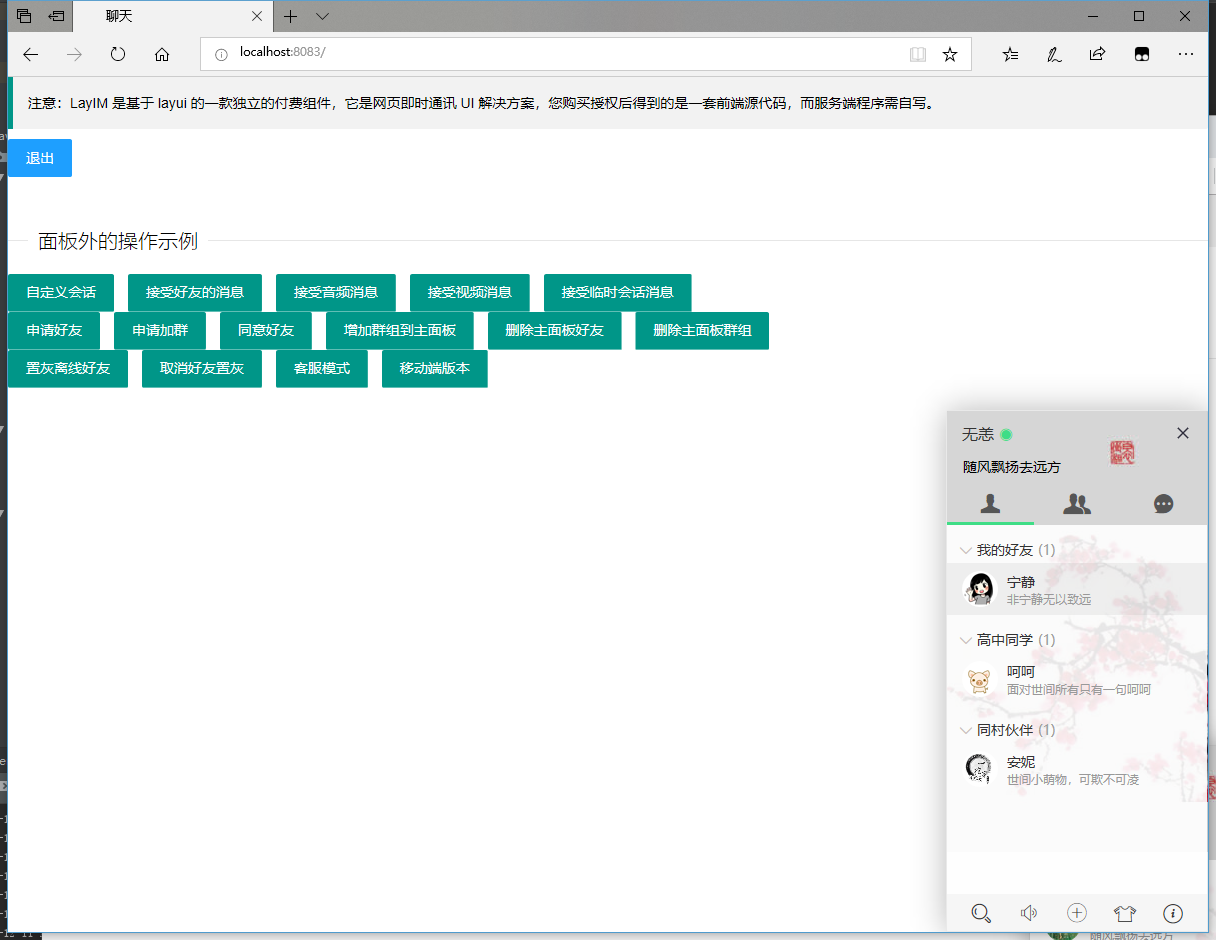 聊天
localhost:8083/
注意：LayIM 是基于 layui 的一款独立的付费组件，它是网页即时通讯 UI 解决方案，您购买授权后得到的是一套前端源代码，而服务端程序需自写。
退出
面板外的操作示例
自定义会话 接受好友的消息 接受音频消息 接受视频消息 接受临时会话消息
申请好友 申请加群 同意好友 增加群组到主面板 删除主面板好友 删除主面板群组
置灰离线好友 取消好友置灰 客服模式 移动端版本
无恙
随风飘扬去远方
我的好友 (1)
宁静
非宁静无以致远
高中同学 (1)
呵呵
面对世间所有只有一句呵呵
同村伙伴 (1)
安妮
世间小萌物，可欺不可凌
随风飘扬去远方